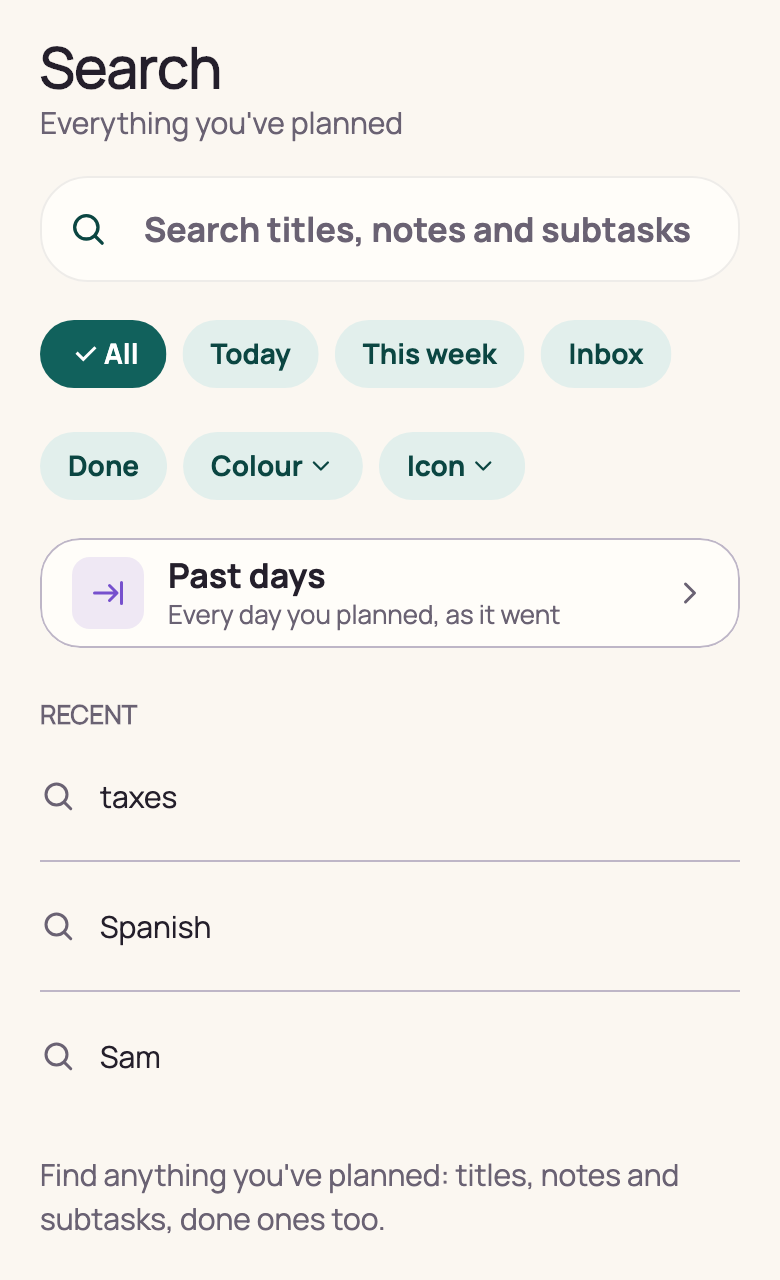 Search
Everything you've planned
Search titles, notes and subtasks
All
Today
This week
Inbox
Done
Colour
Icon
Past days
Every day you planned, as it went
RECENT
taxes
Spanish
Sam
Find anything you've planned: titles, notes and
subtasks, done ones too.